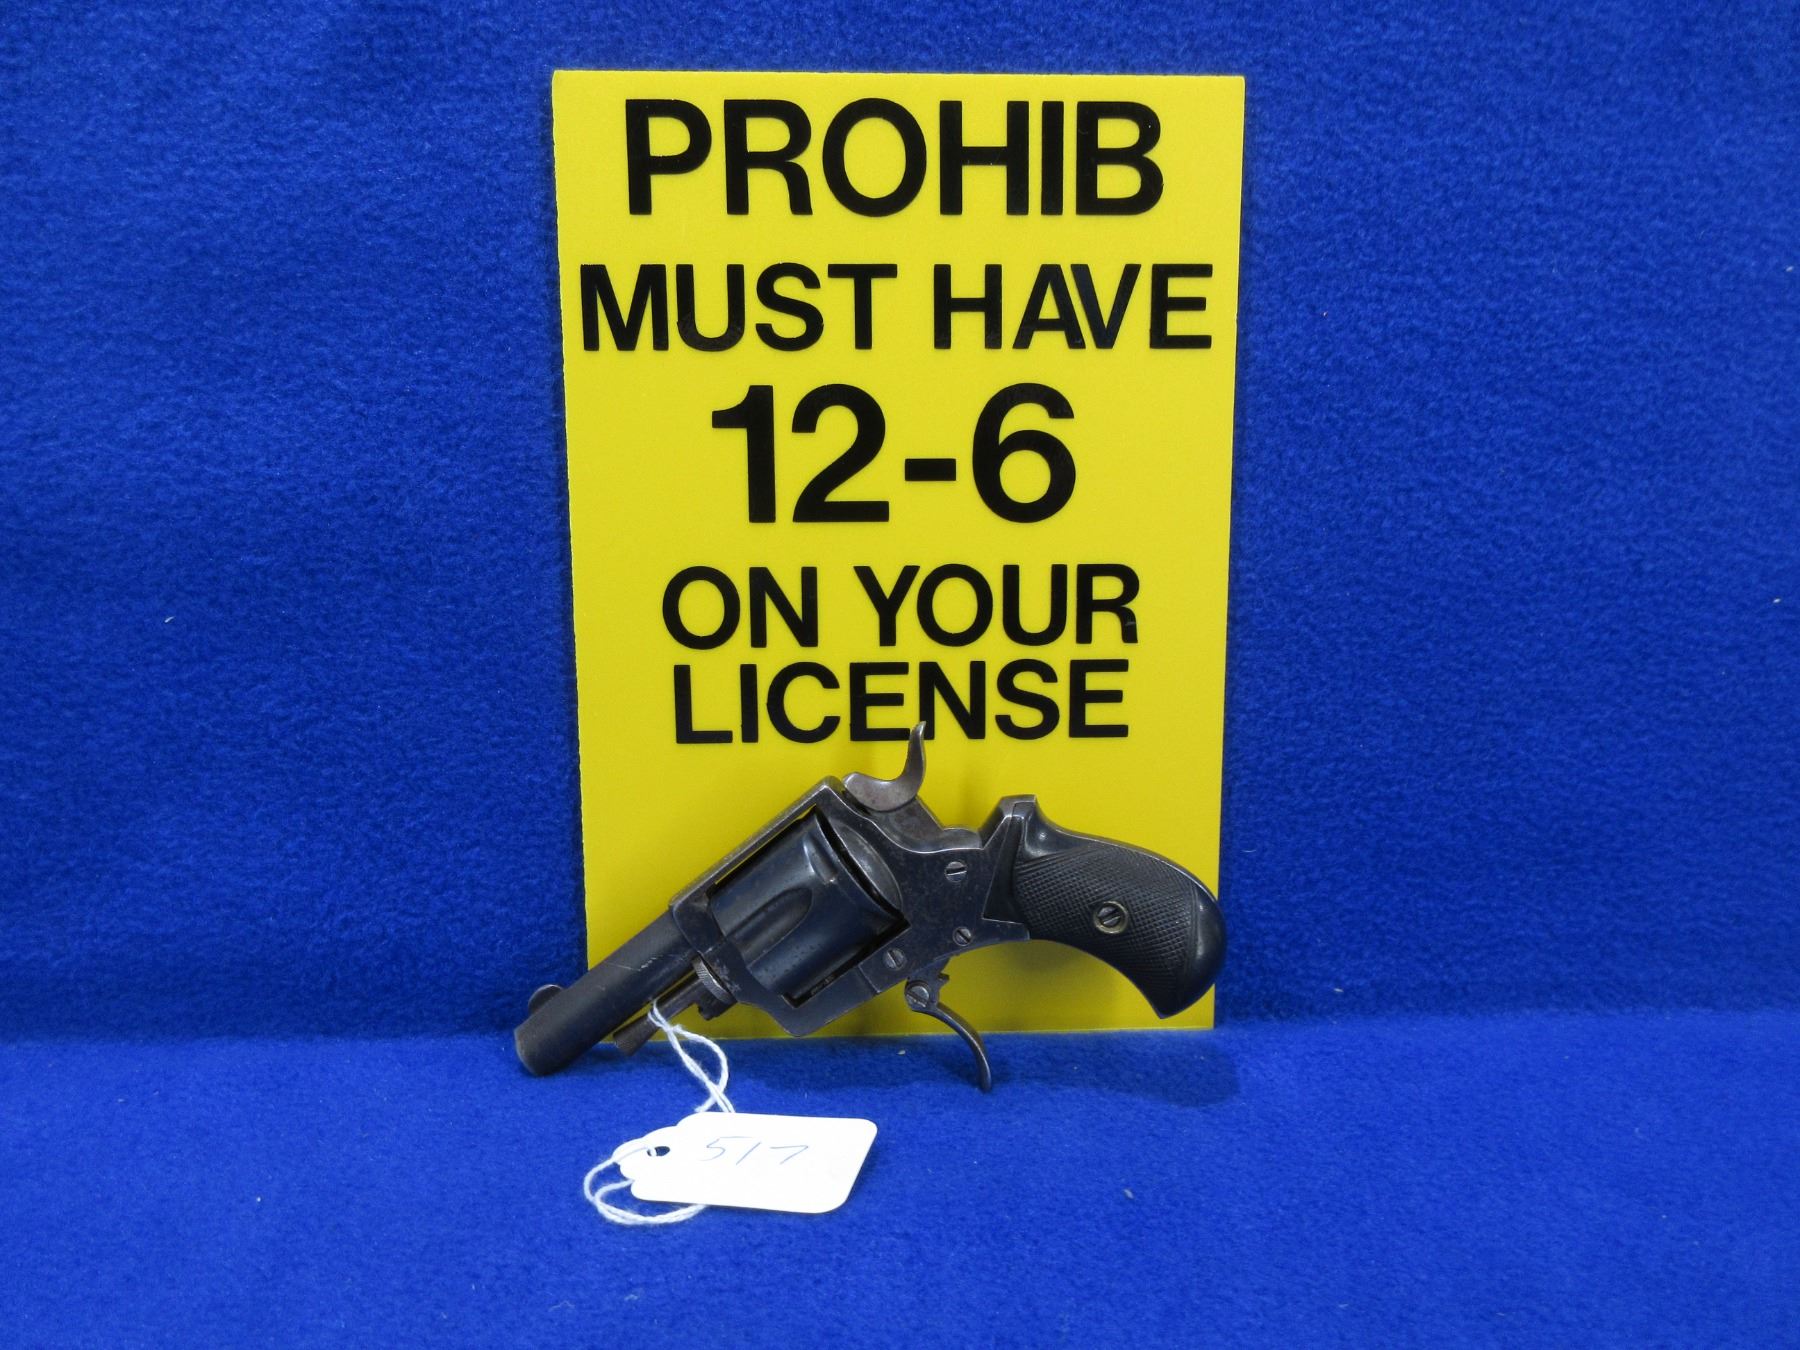 PROHIB
MUST HAVE
12-6
ON YOUR
LICENSE
517